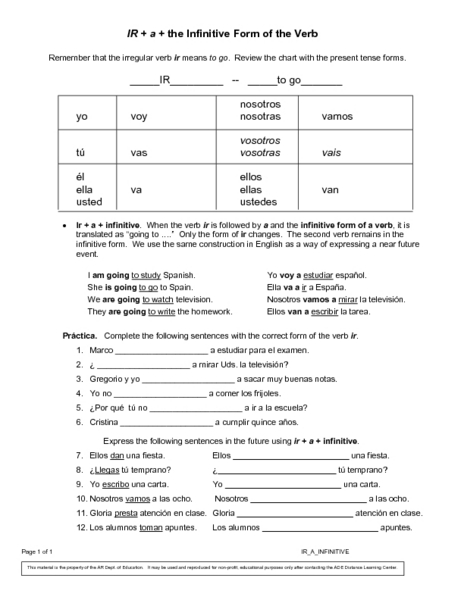 IR + a + the Infinitive Form of the Verb
Remember that the irregular verb ir means to go. Review the chart with the present tense forms.
_____IR_________ -- _____to go_______
yo voy nosotros nosotras vamos
tú vas vosotros vosotras vais
él ella usted va ellos ellas ustedes van
• Ir + a + infinitive. When the verb ir is followed by a and the infinitive form of a verb, it is
translated as “going to ....” Only the form of ir changes. The second verb remains in the
infinitive form. We use the same construction in English as a way of expressing a near future
event.
I am going to study Spanish. Yo voy a estudiar español.
She is going to go to Spain. Ella va a ir a España.
We are going to watch television. Nosotros vamos a mirar la televisión.
They are going to write the homework. Ellos van a escribir la tarea.
Práctica. Complete the following sentences with the correct form of the verb ir.
1. Marco ____________________ a estudiar para el examen.
2. ¿ ____________________ a mirar Uds. la televisión?
3. Gregorio y yo ____________________ a sacar muy buenas notas.
4. Yo no ____________________ a comer los frijoles.
5. ¿Por qué tú no ____________________ a ir a la escuela?
6. Cristina ____________________ a cumplir quince años.
Express the following sentences in the future using ir + a + infinitive.
7. Ellos dan una fiesta. Ellos _________________________ una fiesta.
8. ¿Llegas tú temprano? ¿_________________________ tú temprano?
9. Yo escribo una carta. Yo _________________________ una carta.
10. Nosotros vamos a las ocho. Nosotros _________________________ a las ocho.
11. Gloria presta atención en clase. Gloria _________________________ atención en clase.
12. Los alumnos toman apuntes. Los alumnos _________________________ apuntes.
Page 1 of 1 IR_A_INFINITIVE
This material is the property of the AR Dept. of Education. It may be used and reproduced for non-profit, educational purposes only after contacting the ADE Distance Learning Center.